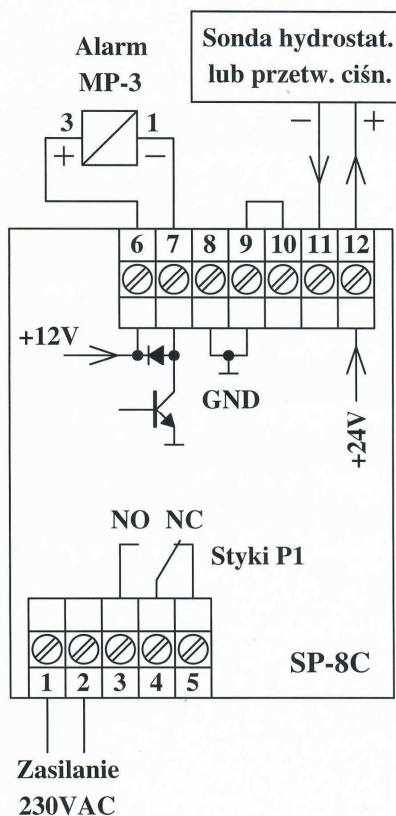 Alarm
MP-3
Sonda hydrostat.
lub przetw. ciśn.
3 1
+ −
− +
6 7 8 9 10 11 12
+12V
GND
+24V
NO NC
Styki P1
SP-8C
1 2 3 4 5
Zasilanie
230VAC